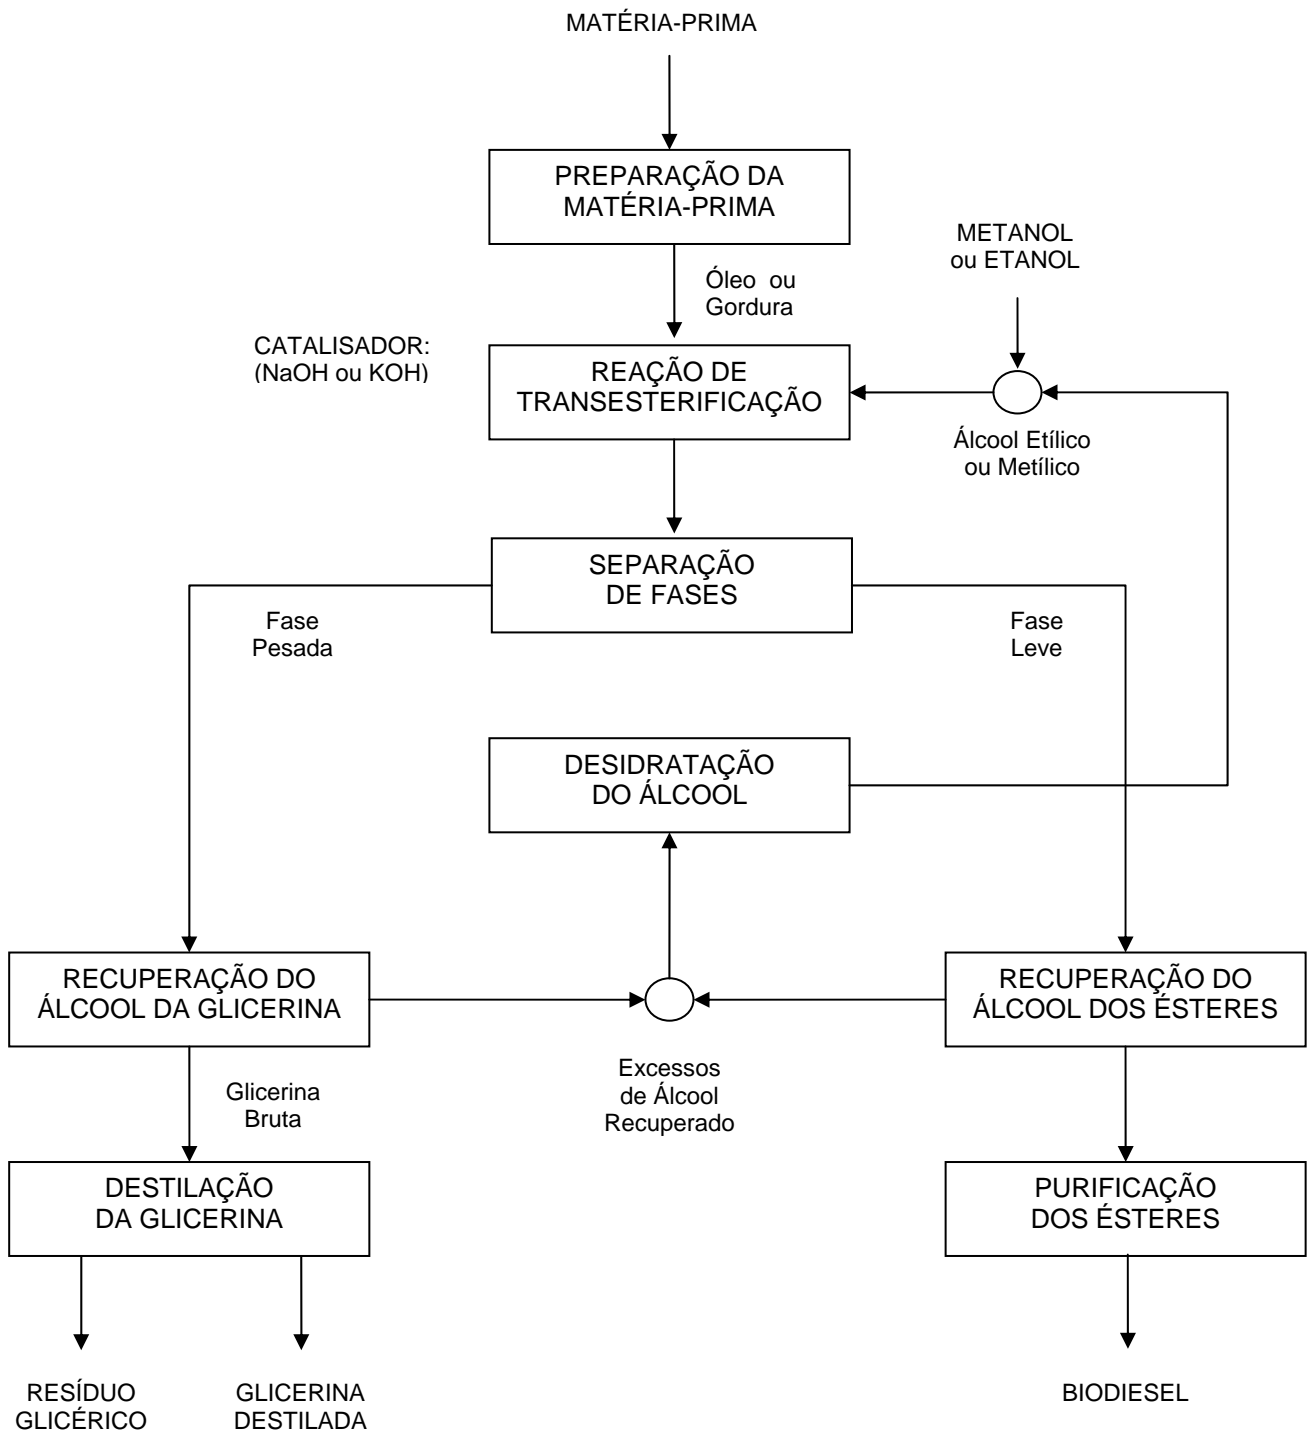 MATÉRIA-PRIMA
PREPARAÇÃO DA
MATÉRIA-PRIMA
METANOL
ou ETANOL
Óleo ou
Gordura
CATALISADOR:
(NaOH ou KOH)
REAÇÃO DE
TRANSESTERIFICAÇÃO
Álcool Etílico
ou Metílico
SEPARAÇÃO
DE FASES
Fase
Pesada
Fase
Leve
DESIDRATAÇÃO
DO ÁLCOOL
RECUPERAÇÃO DO
ÁLCOOL DA GLICERINA
RECUPERAÇÃO DO
ÁLCOOL DOS ÉSTERES
Excessos
de Álcool
Recuperado
Glicerina
Bruta
DESTILAÇÃO
DA GLICERINA
PURIFICAÇÃO
DOS ÉSTERES
RESÍDUO
GLICÉRICO
GLICERINA
DESTILADA
BIODIESEL